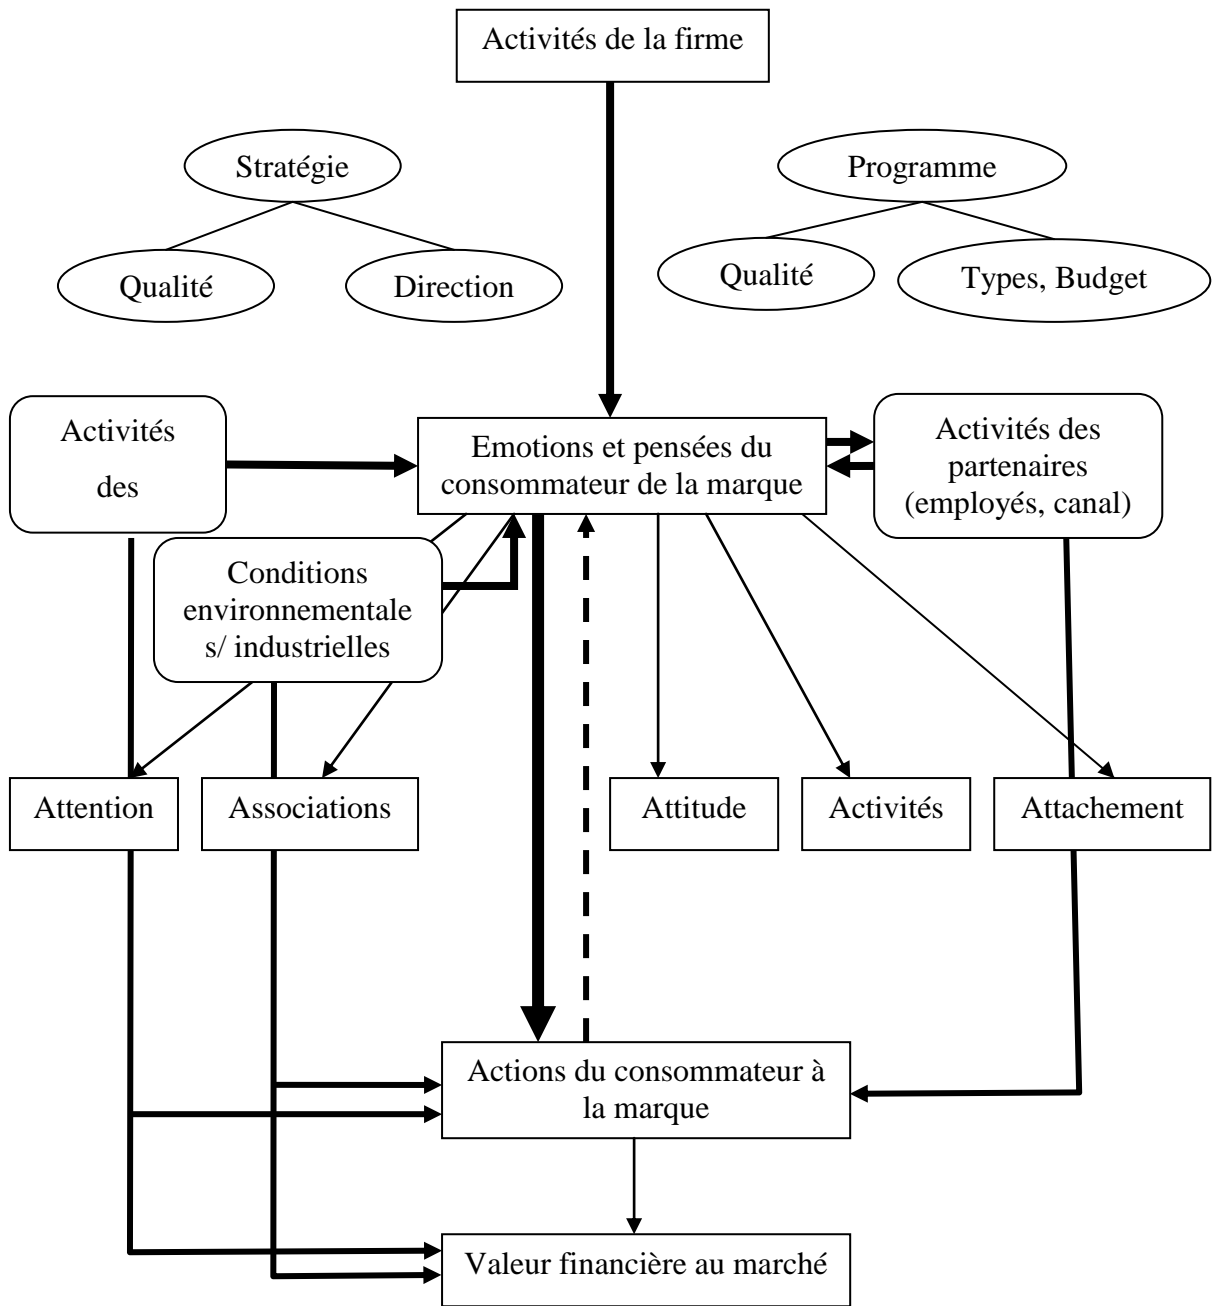 Activités de la firme
Stratégie
Programme
Qualité
Direction
Qualité
Types, Budget
Activités
des
Emotions et pensées du
consommateur de la marque
Activités des
partenaires
(employés, canal)
Conditions
environnementale
s/ industrielles
Attention
Associations
Attitude
Activités
Attachement
Actions du consommateur à
la marque
Valeur financière au marché